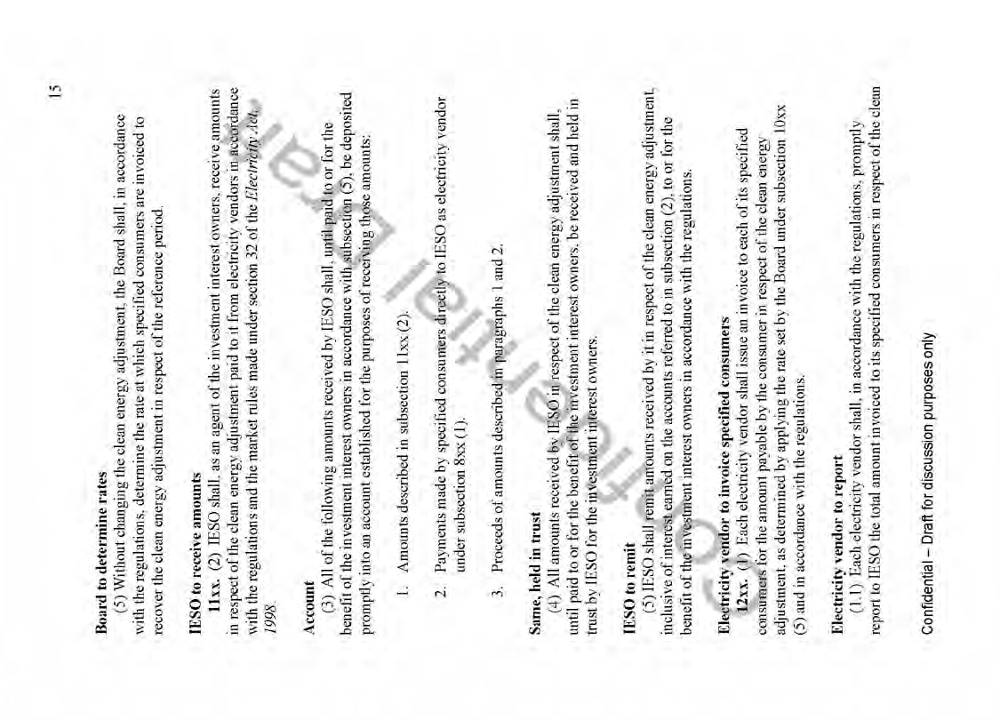 15
Board to determine rates
(5) Without changing the clean energy adjustment, the Board shall, in accordance
with the regulations, determine the rate at which specified consumers are invoiced to
recover the clean energy adjustment in respect of the reference period.
IESO to receive amounts
11xx. (2) IESO shall, as an agent of the investment interest owners, receive amounts
in respect of the clean energy adjustment paid to it from electricity vendors in accordance
with the regulations and the market rules made under section 32 of the Electricity Act,
1998.
Account
(3) All of the following amounts received by IESO shall, until paid to or for the
benefit of the investment interest owners in accordance with subsection (5), be deposited
promptly into an account established for the purposes of receiving those amounts:
1. Amounts described in subsection 11xx (2).
2. Payments made by specified consumers directly to IESO as electricity vendor
under subsection 8xx (1).
3. Proceeds of amounts described in paragraphs 1 and 2.
Same, held in trust
(4) All amounts received by IESO in respect of the clean energy adjustment shall,
until paid to or for the benefit of the investment interest owners, be received and held in
trust by IESO for the investment interest owners.
IESO to remit
(5) IESO shall remit amounts received by it in respect of the clean energy adjustment,
inclusive of interest earned on the accounts referred to in subsection (2), to or for the
benefit of the investment interest owners in accordance with the regulations.
Electricity vendor to invoice specified consumers
12xx. (1) Each electricity vendor shall issue an invoice to each of its specified
consumers for the amount payable by the consumer in respect of the clean energy
adjustment, as determined by applying the rate set by the Board under subsection 10xx
(5) and in accordance with the regulations.
Electricity vendor to report
(1.1) Each electricity vendor shall, in accordance with the regulations, promptly
report to IESO the total amount invoiced to its specified consumers in respect of the clean
Confidential – Draft for discussion purposes only
Confidential Draft